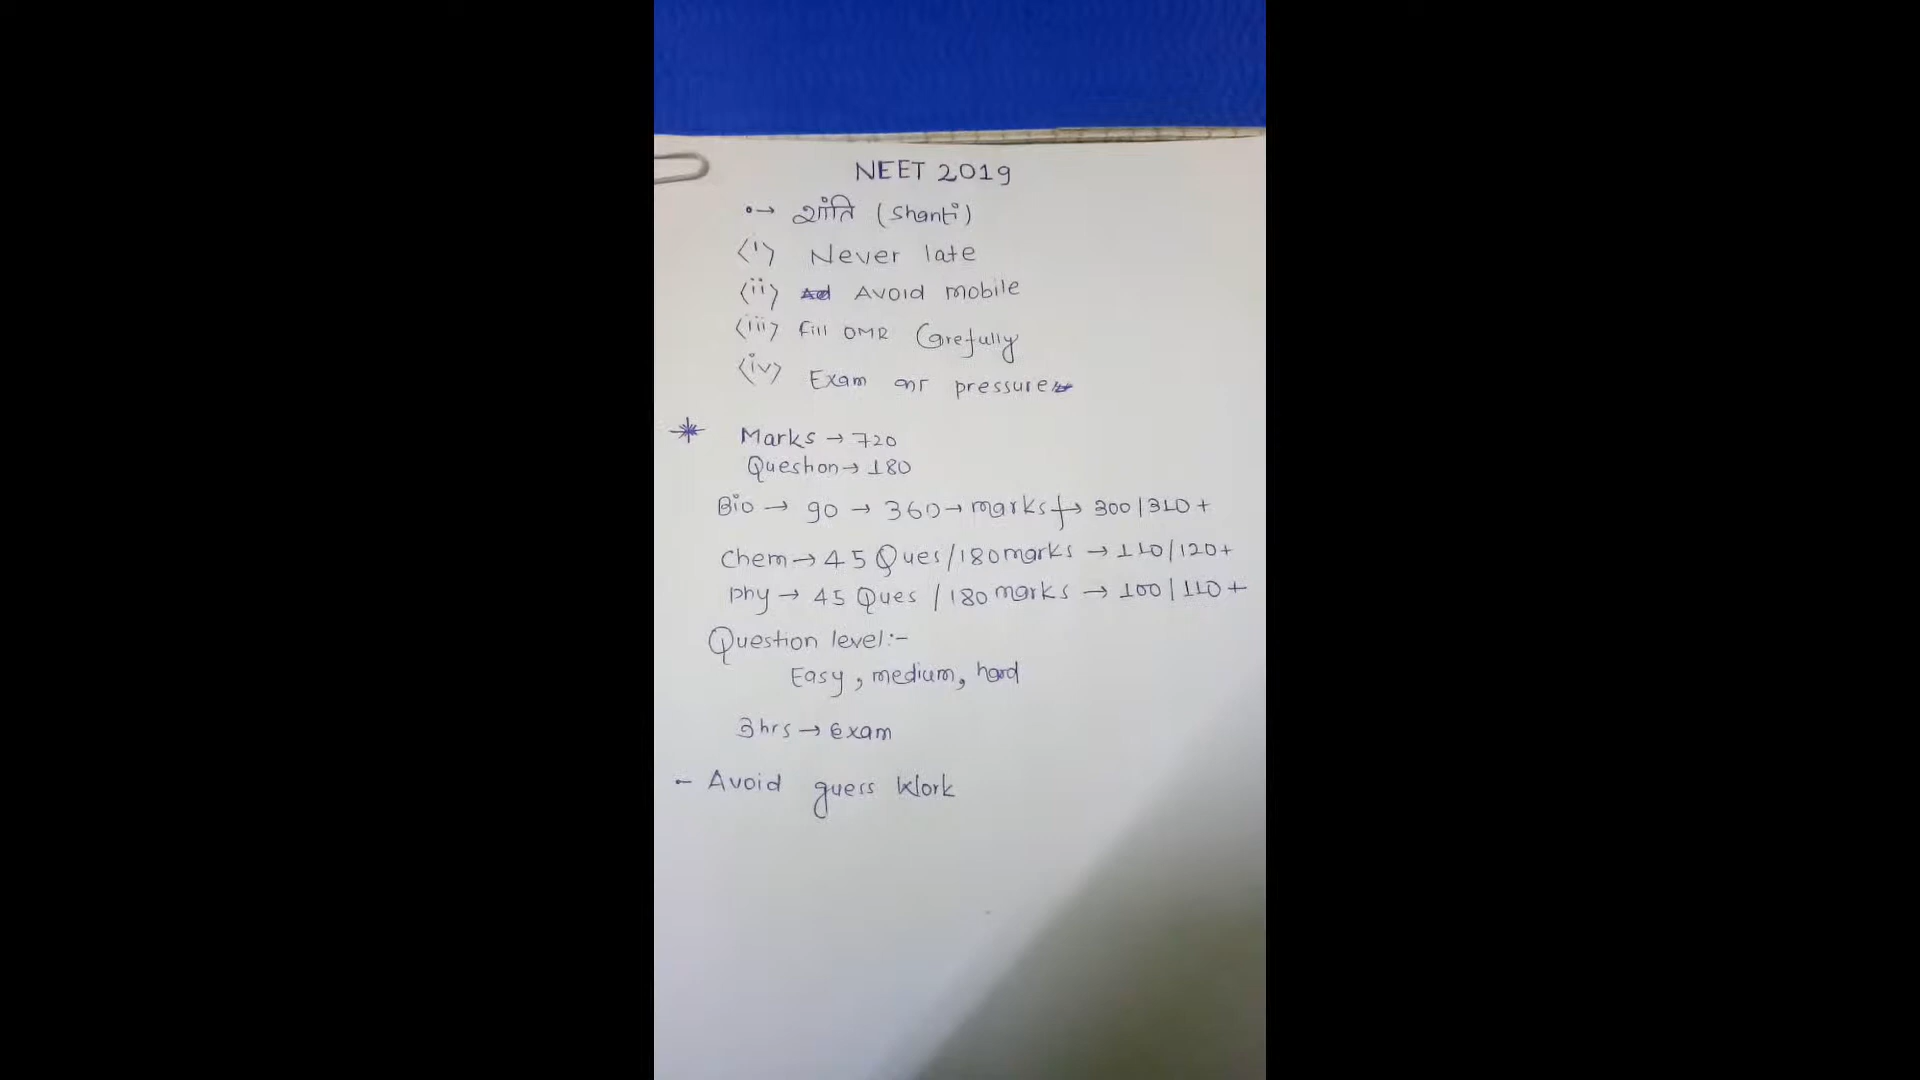 NEET 2019
•→ शांति (Shanti)
<i> Never late
<ii> Avoid mobile
<iii> Fill OMR Carefully
<iv> Exam का pressure
* Marks → 720
Question → 180
Bio → 90 → 360 → marks → 300/310+
Chem → 45 Ques/180 marks → 110/120+
Phy → 45 Ques / 180 marks → 100/110+
Question level:-
Easy, medium, hard
3 hrs → exam
- Avoid guess Work